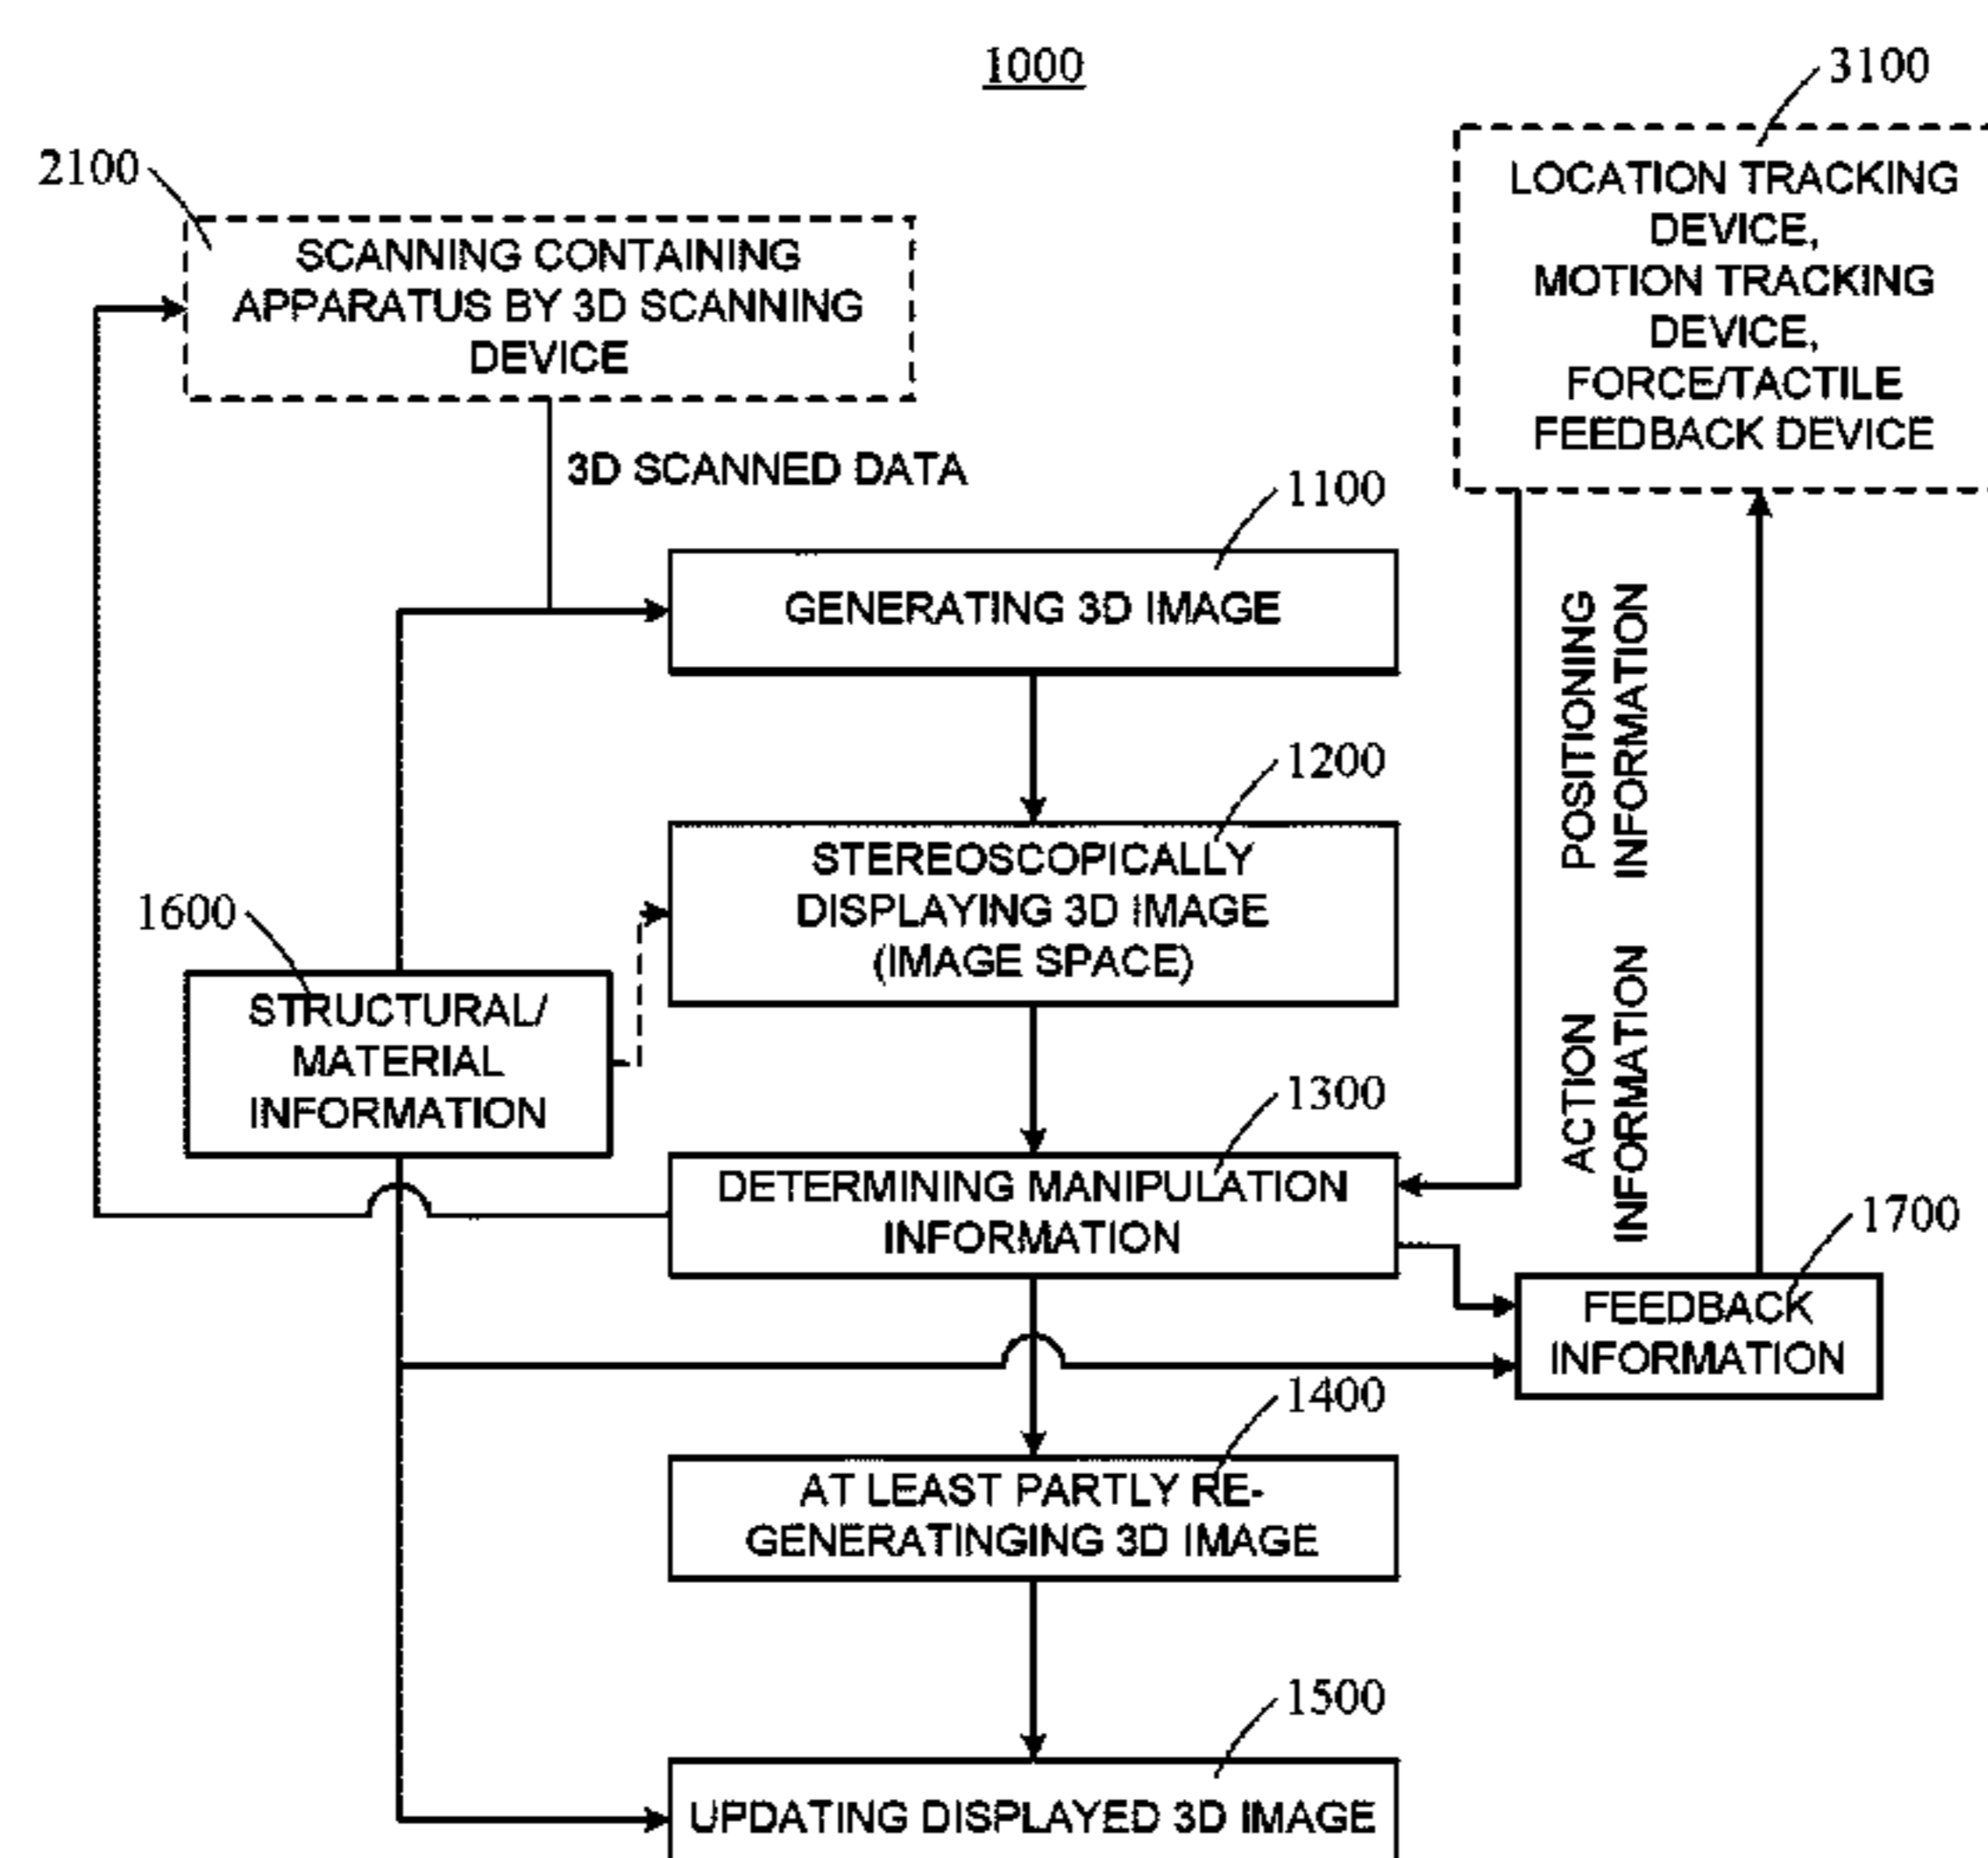 1000
3100
2100
LOCATION TRACKING
DEVICE,
MOTION TRACKING
DEVICE,
FORCE/TACTILE
FEEDBACK DEVICE
SCANNING CONTAINING
APPARATUS BY 3D SCANNING
DEVICE
3D SCANNED DATA
1100
GENERATING 3D IMAGE
POSITIONING
INFORMATION
1200
STEREOSCOPICALLY
DISPLAYING 3D IMAGE
(IMAGE SPACE)
1600
STRUCTURAL/
MATERIAL
INFORMATION
ACTION
INFORMATION
1300
DETERMINING MANIPULATION
INFORMATION
1700
FEEDBACK
INFORMATION
1400
AT LEAST PARTLY RE-
GENERATINGING 3D IMAGE
1500
UPDATING DISPLAYED 3D IMAGE